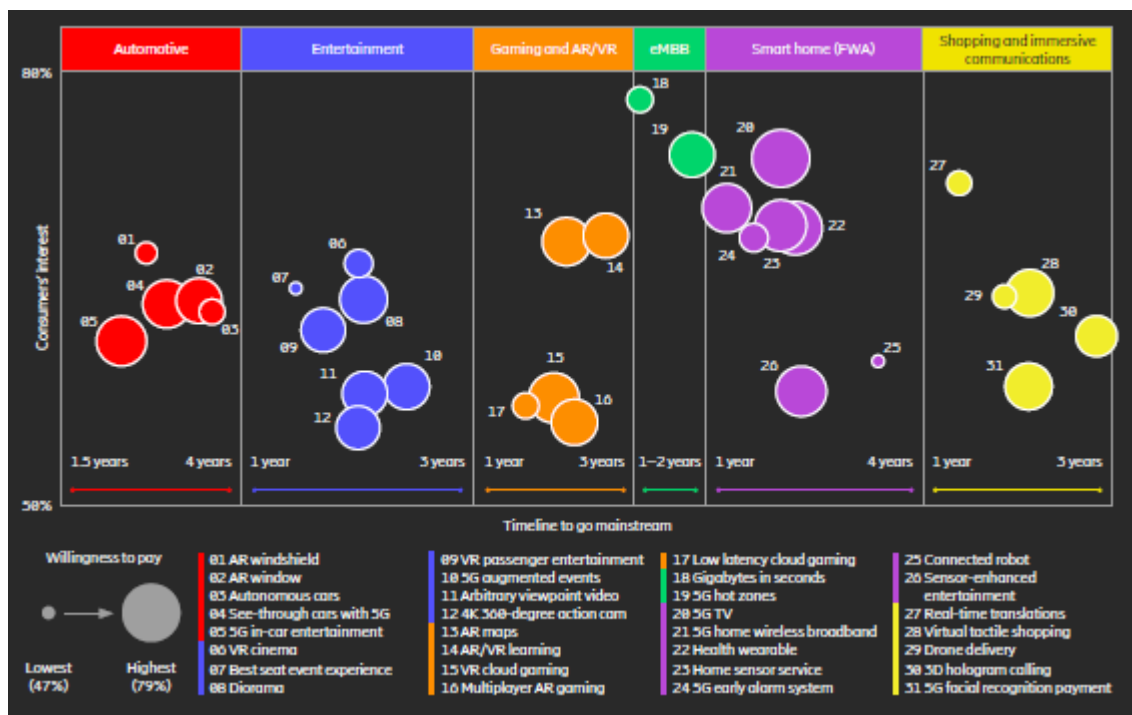 Automotive
Entertainment
Gaming and AR/VR
eMBB
Smart home (FWA)
Shopping and immersive
communications
80%
Consumers' interest
50%
01
02
03
04
05
06
07
08
09
10
11
12
13
14
15
16
17
18
19
20
21
22
23
24
25
26
27
28
29
30
31
1.5 years
4 years
1 year
3 years
1 year
3 years
1–2 years
1 year
4 years
1 year
3 years
Timeline to go mainstream
Willingness to pay
Lowest
(47%)
Highest
(79%)
01 AR windshield
02 AR window
03 Autonomous cars
04 See-through cars with 5G
05 5G in-car entertainment
06 VR cinema
07 Best seat event experience
08 Diorama
09 VR passenger entertainment
10 5G augmented events
11 Arbitrary viewpoint video
12 4K 360-degree action cam
13 AR maps
14 AR/VR learning
15 VR cloud gaming
16 Multiplayer AR gaming
17 Low latency cloud gaming
18 Gigabytes in seconds
19 5G hot zones
20 5G TV
21 5G home wireless broadband
22 Health wearable
23 Home sensor service
24 5G early alarm system
25 Connected robot
26 Sensor-enhanced
entertainment
27 Real-time translations
28 Virtual tactile shopping
29 Drone delivery
30 3D hologram calling
31 5G facial recognition payment